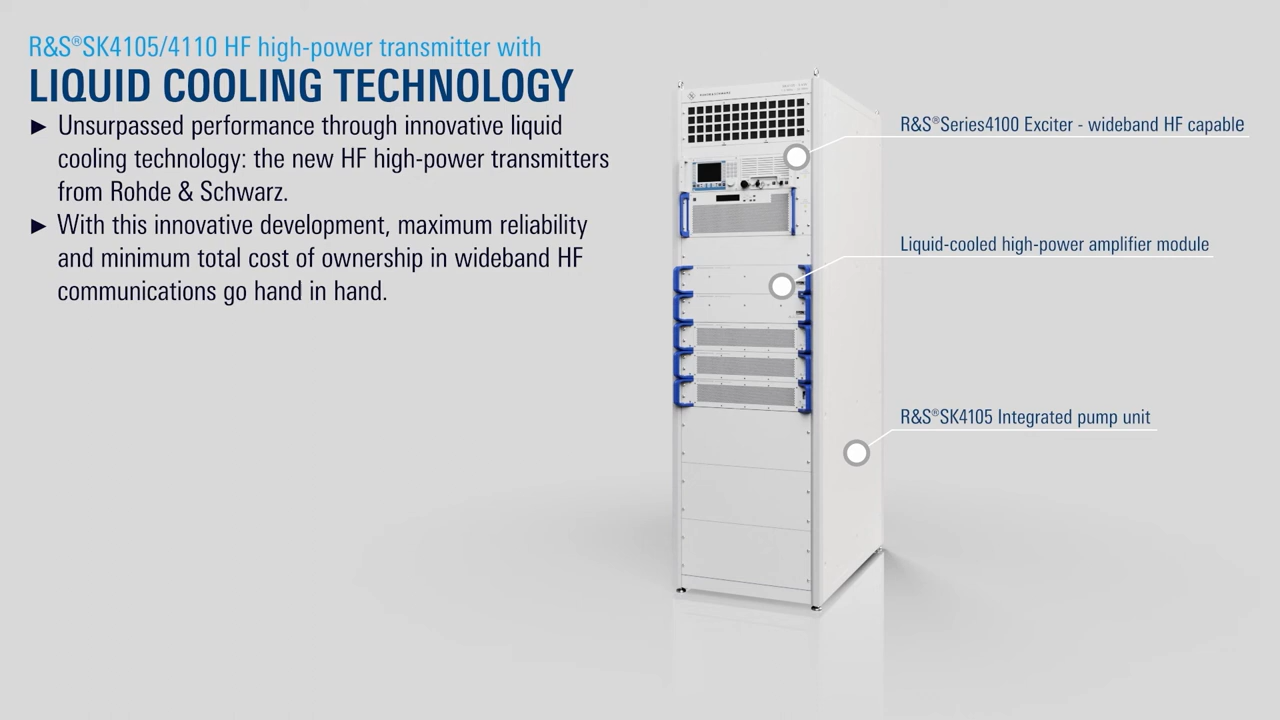 R&S®SK4105/4110 HF high-power transmitter with
LIQUID COOLING TECHNOLOGY
► Unsurpassed performance through innovative liquid
cooling technology: the new HF high-power transmitters
from Rohde & Schwarz.
► With this innovative development, maximum reliability
and minimum total cost of ownership in wideband HF
communications go hand in hand.
ROHDE & SCHWARZ
R&S®Series4100 Exciter - wideband HF capable
Liquid-cooled high-power amplifier module
R&S®SK4105 Integrated pump unit